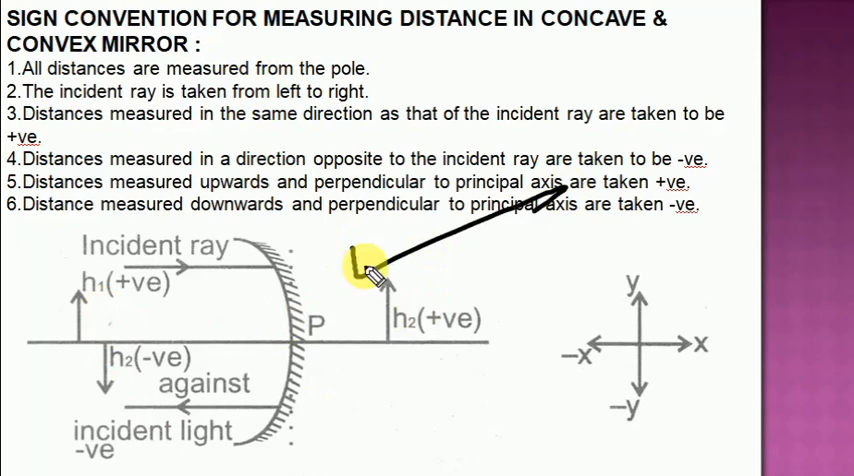 SIGN CONVENTION FOR MEASURING DISTANCE IN CONCAVE &
CONVEX MIRROR :
1.All distances are measured from the pole.
2.The incident ray is taken from left to right.
3.Distances measured in the same direction as that of the incident ray are taken to be
+ve.
4.Distances measured in a direction opposite to the incident ray are taken to be -ve.
5.Distances measured upwards and perpendicular to principal axis are taken +ve.
6.Distance measured downwards and perpendicular to principal axis are taken -ve.
Incident ray
h₁(+ve)
P
h₂(+ve)
h₂(-ve)
against
incident light
-ve
y
-x
x
-y